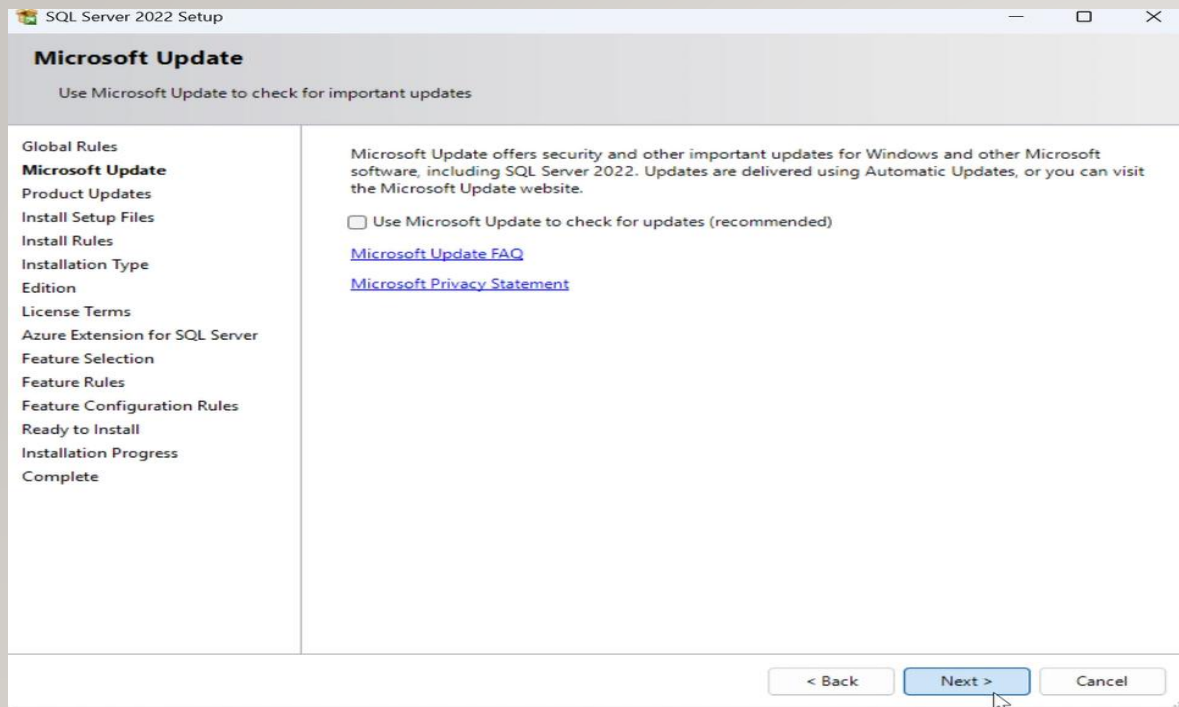 SQL Server 2022 Setup
Microsoft Update
Use Microsoft Update to check for important updates
Global Rules
Microsoft Update
Product Updates
Install Setup Files
Install Rules
Installation Type
Edition
License Terms
Azure Extension for SQL Server
Feature Selection
Feature Rules
Feature Configuration Rules
Ready to Install
Installation Progress
Complete
Microsoft Update offers security and other important updates for Windows and other Microsoft
software, including SQL Server 2022. Updates are delivered using Automatic Updates, or you can visit
the Microsoft Update website.
Use Microsoft Update to check for updates (recommended)
Microsoft Update FAQ
Microsoft Privacy Statement
< Back
Next >
Cancel